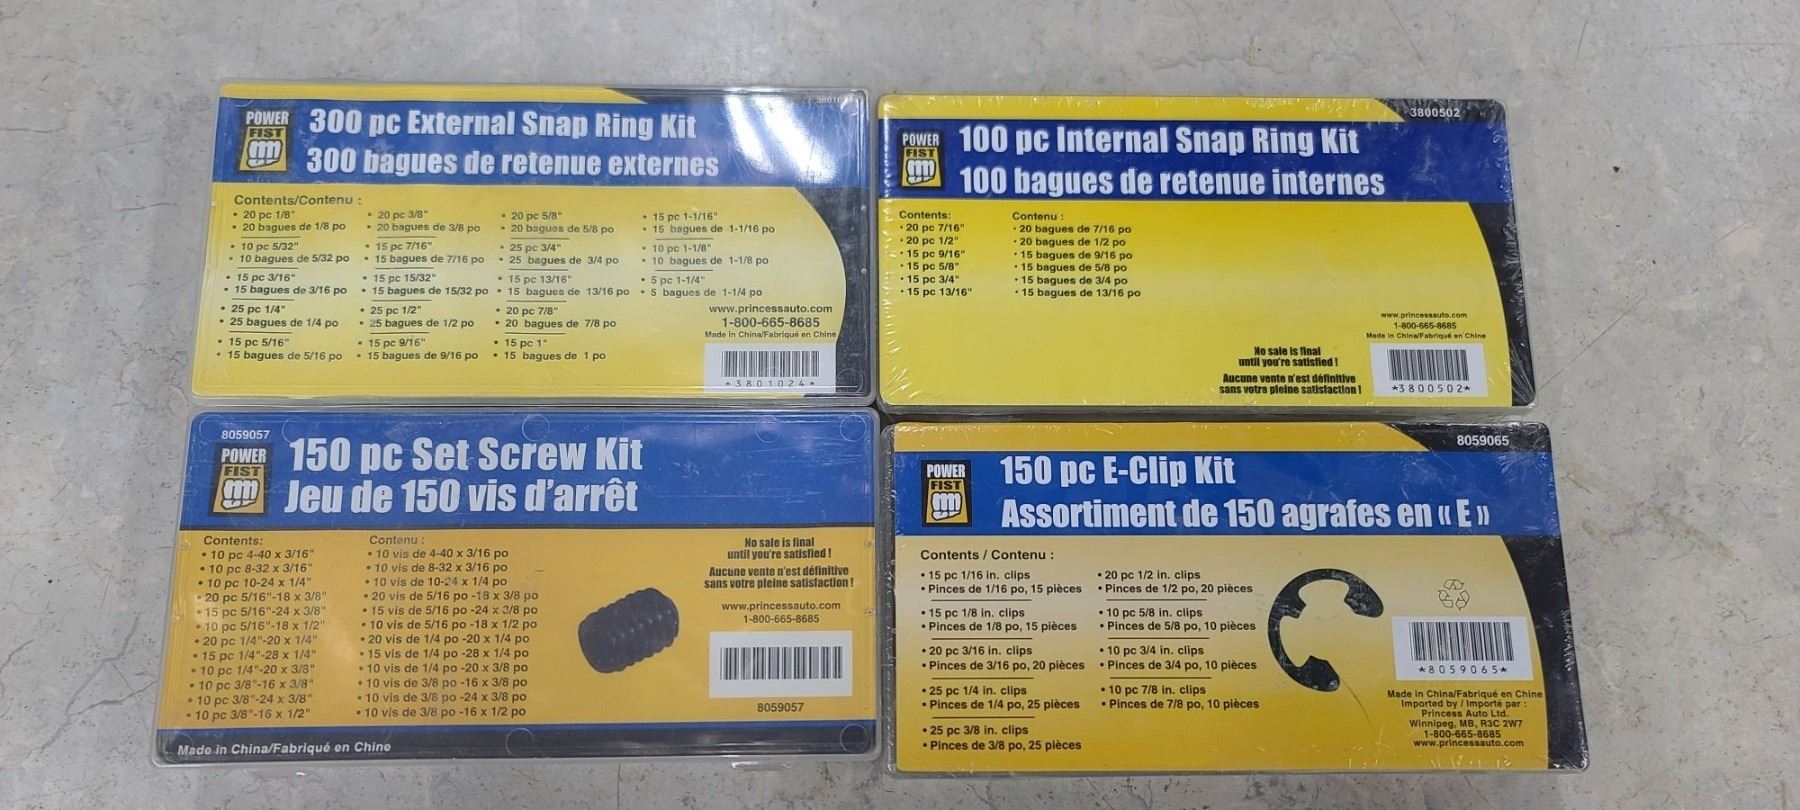 POWER
FIST
300 pc External Snap Ring Kit
300 bagues de retenue externes
Contents/Contenu :
• 20 pc 1/8"
• 20 bagues de 1/8 po
• 10 pc 5/32"
• 10 bagues de 5/32 po
• 15 pc 3/16"
• 15 bagues de 3/16 po
• 25 pc 1/4"
• 25 bagues de 1/4 po
• 15 pc 5/16"
• 15 bagues de 5/16 po
• 20 pc 3/8"
• 20 bagues de 3/8 po
• 15 pc 7/16"
• 15 bagues de 7/16 po
• 15 pc 15/32"
• 15 bagues de 15/32 po
• 25 pc 1/2"
• 25 bagues de 1/2 po
• 15 pc 9/16"
• 15 bagues de 9/16 po
• 20 pc 5/8"
• 20 bagues de 5/8 po
• 25 pc 3/4"
• 25 bagues de 3/4 po
• 15 pc 13/16"
• 15 bagues de 13/16 po
• 20 pc 7/8"
• 20 bagues de 7/8 po
• 15 pc 1"
• 15 bagues de 1 po
• 15 pc 1-1/16"
• 15 bagues de 1-1/16 po
• 10 pc 1-1/8"
• 10 bagues de 1-1/8 po
• 5 pc 1-1/4"
• 5 bagues de 1-1/4 po
www.princessauto.com
1-800-665-8685
Made in China/Fabriqué en Chine
*3801024*
3800502
POWER
FIST
100 pc Internal Snap Ring Kit
100 bagues de retenue internes
Contents:
• 20 pc 7/16"
• 20 pc 1/2"
• 15 pc 9/16"
• 15 pc 5/8"
• 15 pc 3/4"
• 15 pc 13/16"
Contenu :
• 20 bagues de 7/16 po
• 20 bagues de 1/2 po
• 15 bagues de 9/16 po
• 15 bagues de 5/8 po
• 15 bagues de 3/4 po
• 15 bagues de 13/16 po
www.princessauto.com
1-800-665-8685
Made in China/Fabriqué en Chine
No sale is final
until you're satisfied !
Aucune vente n'est définitive
sans votre pleine satisfaction !
*3800502*
8059057
POWER
FIST
150 pc Set Screw Kit
Jeu de 150 vis d'arrêt
Contents:
• 10 pc 4-40 x 3/16"
• 10 pc 8-32 x 3/16"
• 10 pc 10-24 x 1/4"
• 20 pc 5/16"-18 x 3/8"
• 15 pc 5/16"-24 x 3/8"
• 10 pc 5/16"-18 x 1/2"
• 20 pc 1/4"-20 x 1/4"
• 15 pc 1/4"-28 x 1/4"
• 10 pc 1/4"-20 x 3/8"
• 10 pc 3/8"-16 x 3/8"
• 10 pc 3/8"-24 x 3/8"
• 10 pc 3/8"-16 x 1/2"
Contenu :
• 10 vis de 4-40 x 3/16 po
• 10 vis de 8-32 x 3/16 po
• 10 vis de 10-24 x 1/4 po
• 20 vis de 5/16 po -18 x 3/8 po
• 15 vis de 5/16 po -24 x 3/8 po
• 10 vis de 5/16 po -18 x 1/2 po
• 20 vis de 1/4 po -20 x 1/4 po
• 15 vis de 1/4 po -28 x 1/4 po
• 10 vis de 1/4 po -20 x 3/8 po
• 10 vis de 3/8 po -16 x 3/8 po
• 10 vis de 3/8 po -24 x 3/8 po
• 10 vis de 3/8 po -16 x 1/2 po
No sale is final
until you're satisfied !
Aucune vente n'est définitive
sans votre pleine satisfaction !
www.princessauto.com
1-800-665-8685
8059057
Made in China/Fabriqué en Chine
8059065
POWER
FIST
150 pc E-Clip Kit
Assortiment de 150 agrafes en « E »
Contents / Contenu :
• 15 pc 1/16 in. clips
• Pinces de 1/16 po, 15 pièces
• 15 pc 1/8 in. clips
• Pinces de 1/8 po, 15 pièces
• 20 pc 3/16 in. clips
• Pinces de 3/16 po, 20 pièces
• 25 pc 1/4 in. clips
• Pinces de 1/4 po, 25 pièces
• 25 pc 3/8 in. clips
• Pinces de 3/8 po, 25 pièces
• 20 pc 1/2 in. clips
• Pinces de 1/2 po, 20 pièces
• 10 pc 5/8 in. clips
• Pinces de 5/8 po, 10 pièces
• 10 pc 3/4 in. clips
• Pinces de 3/4 po, 10 pièces
• 10 pc 7/8 in. clips
• Pinces de 7/8 po, 10 pièces
*8059065*
Made in China/Fabriqué en Chine
Imported by / Importé par :
Princess Auto Ltd.
Winnipeg, MB, R3C 2W7
1-800-665-8685
www.princessauto.com